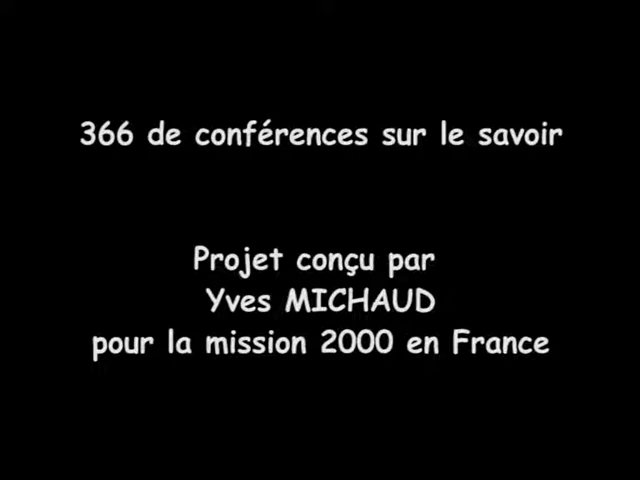 366 de conférences sur le savoir
Projet conçu par
Yves MICHAUD
pour la mission 2000 en France